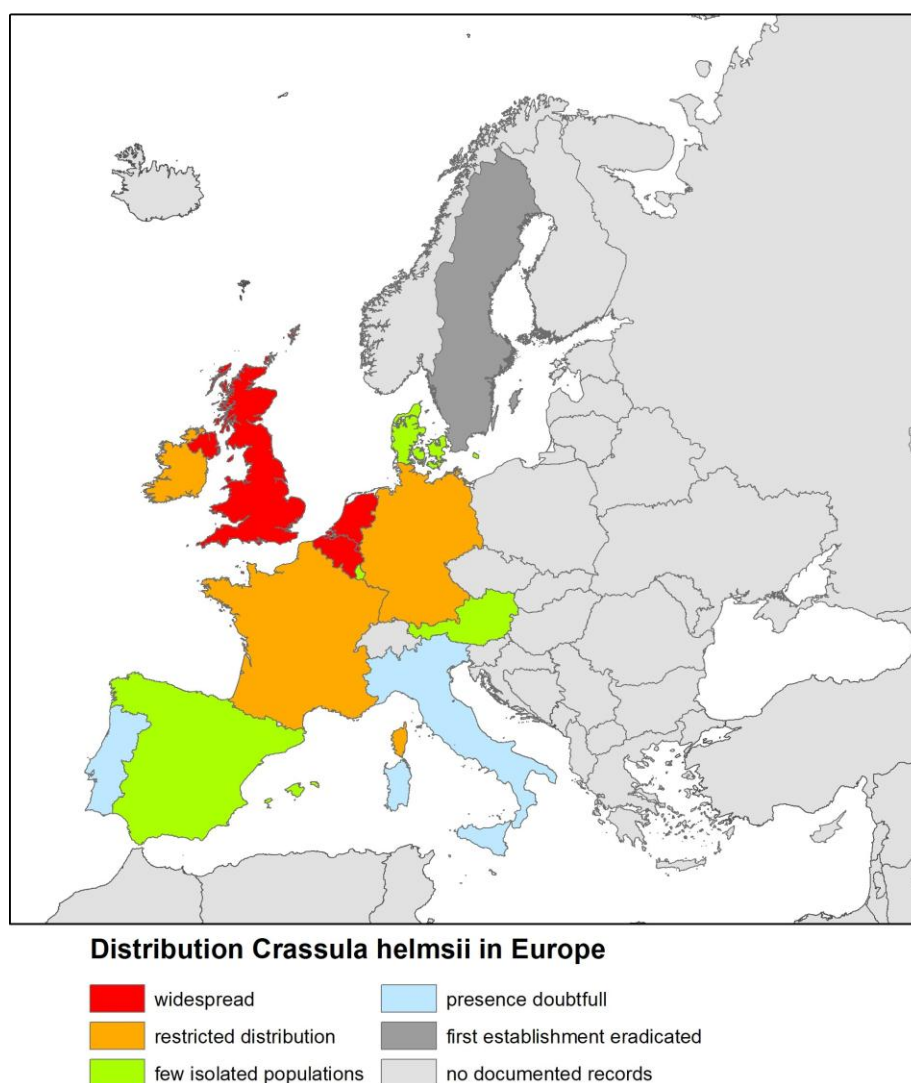 Distribution Crassula helmsii in Europe
widespread
restricted distribution
few isolated populations
presence doubtfull
first establishment eradicated
no documented records